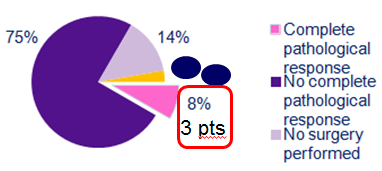 75%
14%
8%
3 pts
Complete
pathological
response
No complete
pathological
response
No surgery
performed